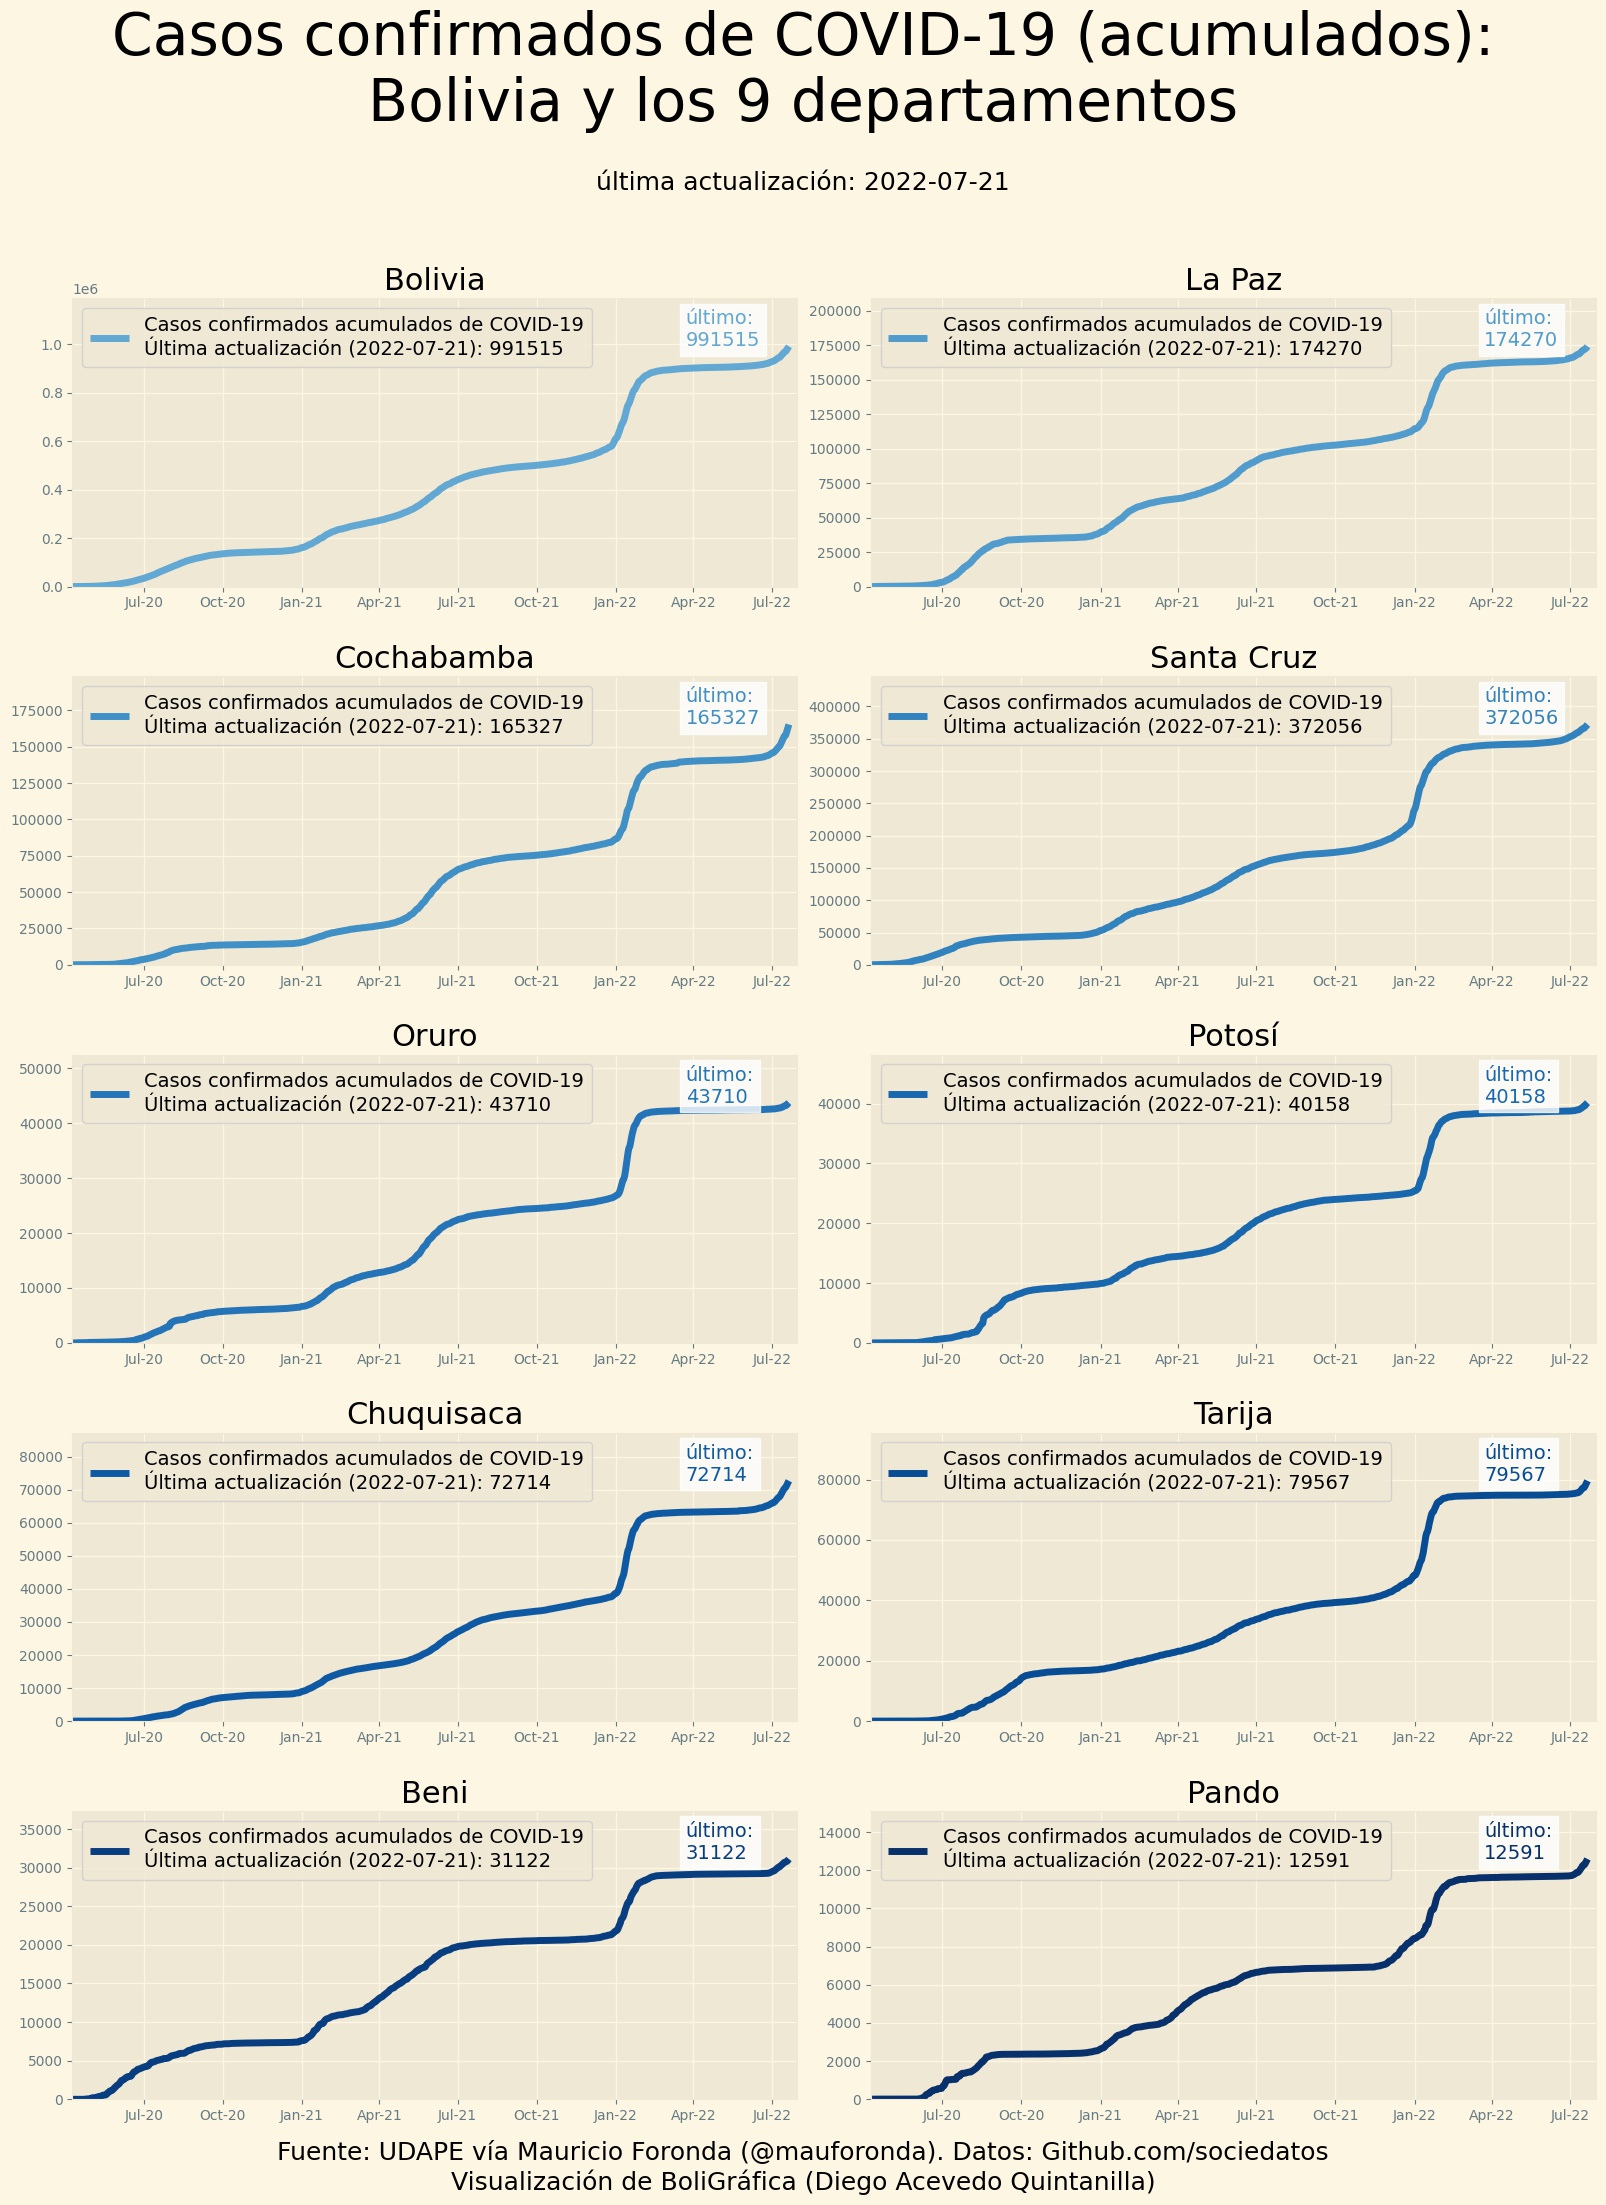 Casos confirmados de COVID-19 (acumulados):
Bolivia y los 9 departamentos
última actualización: 2022-07-21
Bolivia
1e6
Casos confirmados acumulados de COVID-19
Última actualización (2022-07-21): 991515
último:
991515
1.0
0.8
0.6
0.4
0.2
0.0
Jul-20 Oct-20 Jan-21 Apr-21 Jul-21 Oct-21 Jan-22 Apr-22 Jul-22
La Paz
Casos confirmados acumulados de COVID-19
Última actualización (2022-07-21): 174270
último:
174270
200000
175000
150000
125000
100000
75000
50000
25000
0
Jul-20 Oct-20 Jan-21 Apr-21 Jul-21 Oct-21 Jan-22 Apr-22 Jul-22
Cochabamba
Casos confirmados acumulados de COVID-19
Última actualización (2022-07-21): 165327
último:
165327
175000
150000
125000
100000
75000
50000
25000
0
Jul-20 Oct-20 Jan-21 Apr-21 Jul-21 Oct-21 Jan-22 Apr-22 Jul-22
Santa Cruz
Casos confirmados acumulados de COVID-19
Última actualización (2022-07-21): 372056
último:
372056
400000
350000
300000
250000
200000
150000
100000
50000
0
Jul-20 Oct-20 Jan-21 Apr-21 Jul-21 Oct-21 Jan-22 Apr-22 Jul-22
Oruro
Casos confirmados acumulados de COVID-19
Última actualización (2022-07-21): 43710
último:
43710
50000
40000
30000
20000
10000
0
Jul-20 Oct-20 Jan-21 Apr-21 Jul-21 Oct-21 Jan-22 Apr-22 Jul-22
Potosí
Casos confirmados acumulados de COVID-19
Última actualización (2022-07-21): 40158
último:
40158
40000
30000
20000
10000
0
Jul-20 Oct-20 Jan-21 Apr-21 Jul-21 Oct-21 Jan-22 Apr-22 Jul-22
Chuquisaca
Casos confirmados acumulados de COVID-19
Última actualización (2022-07-21): 72714
último:
72714
80000
70000
60000
50000
40000
30000
20000
10000
0
Jul-20 Oct-20 Jan-21 Apr-21 Jul-21 Oct-21 Jan-22 Apr-22 Jul-22
Tarija
Casos confirmados acumulados de COVID-19
Última actualización (2022-07-21): 79567
último:
79567
80000
60000
40000
20000
0
Jul-20 Oct-20 Jan-21 Apr-21 Jul-21 Oct-21 Jan-22 Apr-22 Jul-22
Beni
Casos confirmados acumulados de COVID-19
Última actualización (2022-07-21): 31122
último:
31122
35000
30000
25000
20000
15000
10000
5000
0
Jul-20 Oct-20 Jan-21 Apr-21 Jul-21 Oct-21 Jan-22 Apr-22 Jul-22
Pando
Casos confirmados acumulados de COVID-19
Última actualización (2022-07-21): 12591
último:
12591
14000
12000
10000
8000
6000
4000
2000
0
Jul-20 Oct-20 Jan-21 Apr-21 Jul-21 Oct-21 Jan-22 Apr-22 Jul-22
Fuente: UDAPE vía Mauricio Foronda (@mauforonda). Datos: Github.com/sociedatos
Visualización de BoliGráfica (Diego Acevedo Quintanilla)